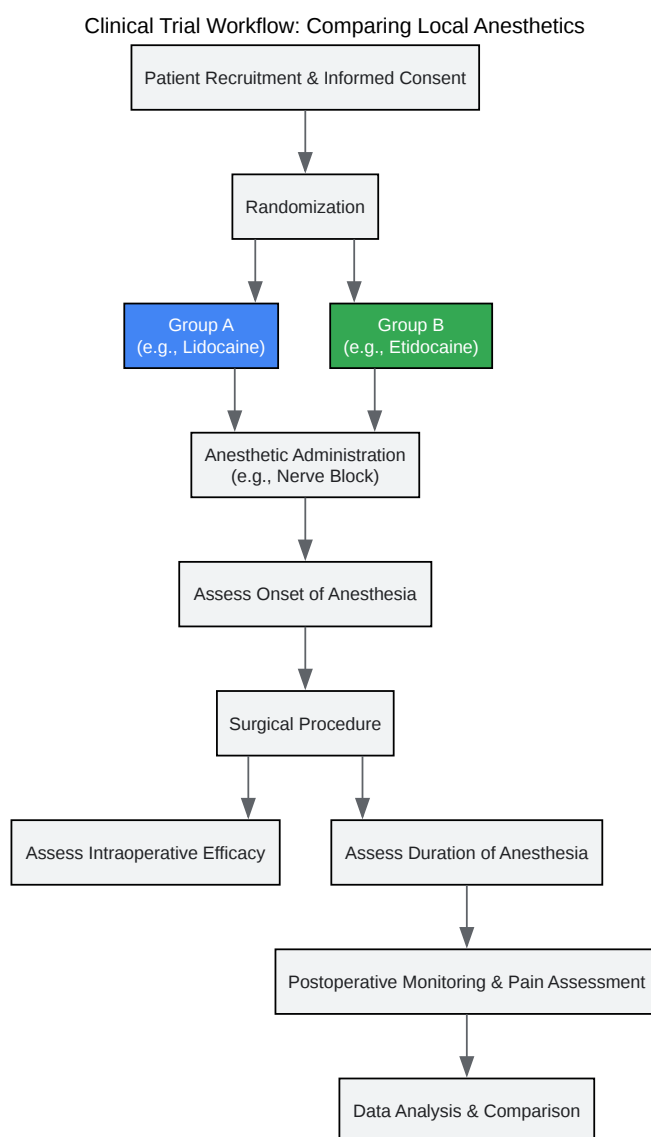 Clinical Trial Workflow: Comparing Local Anesthetics
Patient Recruitment & Informed Consent
Randomization
Group A
(e.g., Lidocaine)
Group B
(e.g., Etidocaine)
Anesthetic Administration
(e.g., Nerve Block)
Assess Onset of Anesthesia
Surgical Procedure
Assess Intraoperative Efficacy
Assess Duration of Anesthesia
Postoperative Monitoring & Pain Assessment
Data Analysis & Comparison